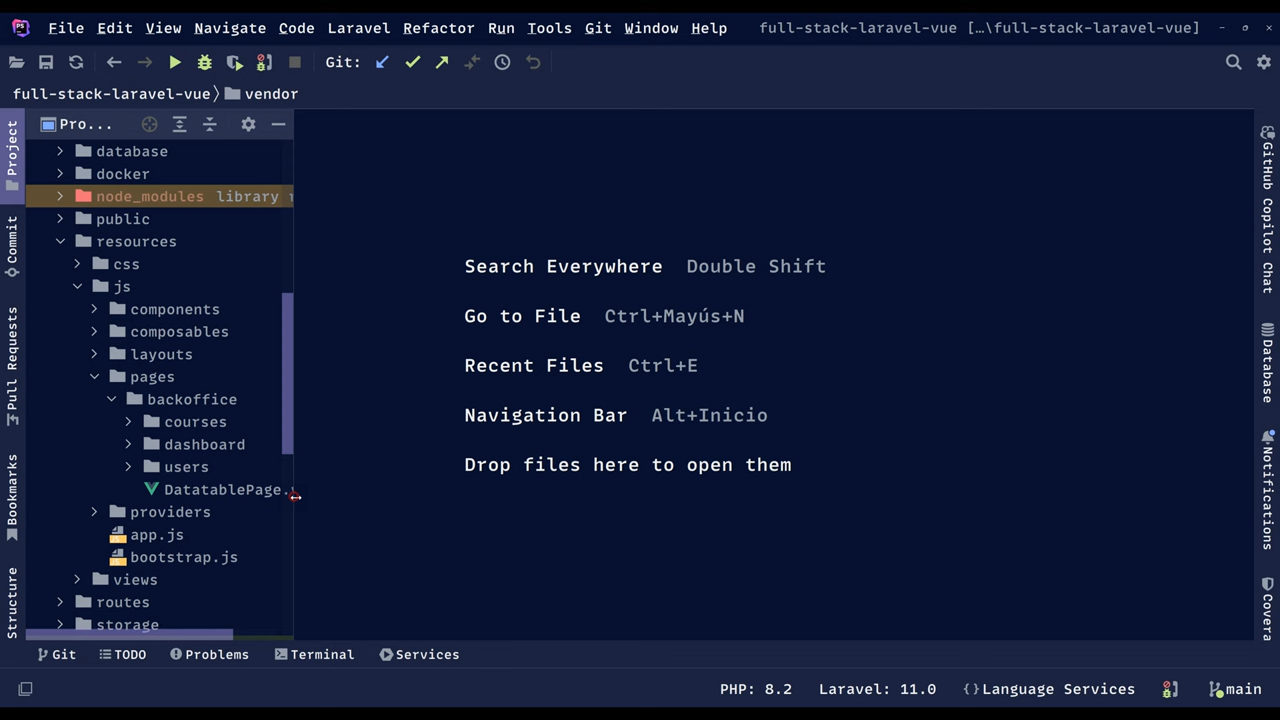 PS File Edit View Navigate Code Laravel Refactor Run Tools Git Window Help full-stack-laravel-vue […\full-stack-laravel-vue]
Git:
full-stack-laravel-vue 〉 vendor
Project
Commit
Pull Requests
Bookmarks
Structure
Pro...
database
docker
node_modules library
public
resources
css
js
components
composables
layouts
pages
backoffice
courses
dashboard
users
DatatablePage.
providers
app.js
bootstrap.js
views
routes
storage
Search Everywhere Double Shift
Go to File Ctrl+Mayús+N
Recent Files Ctrl+E
Navigation Bar Alt+Inicio
Drop files here to open them
GitHub Copilot Chat
Database
Notifications
Covera
Git TODO Problems Terminal Services
PHP: 8.2 Laravel: 11.0 {} Language Services main